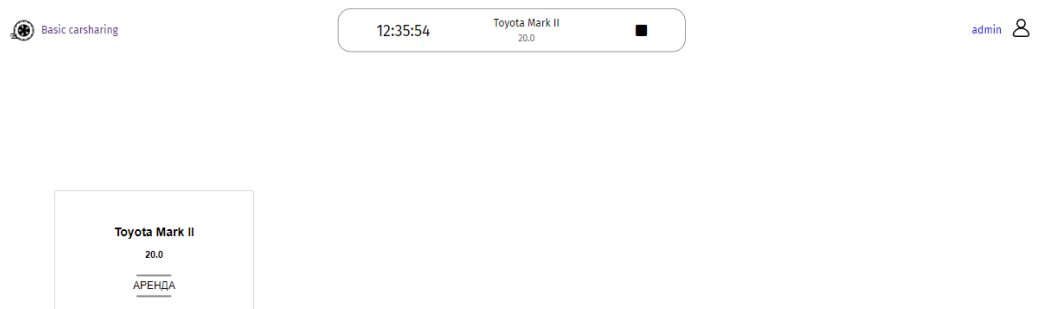 Basic carsharing
12:35:54
Toyota Mark II
20.0
admin
Toyota Mark II
20.0
АРЕНДА